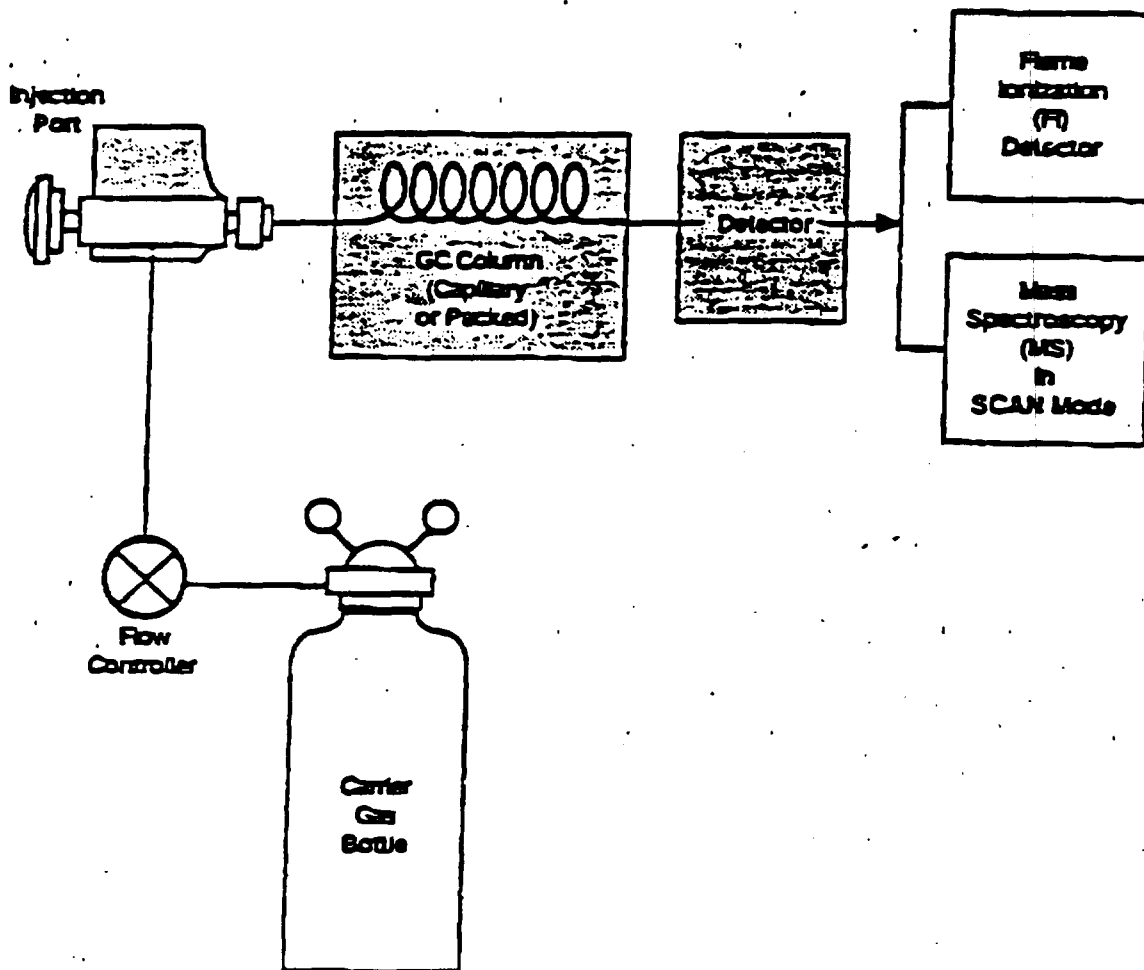 Injection
Port
GC Column
(Capillary
or Packed)
Detector
Flame
Ionization
(FI)
Detector
Mass
Spectroscopy
(MS)
in
SCAN Mode
Flow
Controller
Carrier
Gas
Bottle